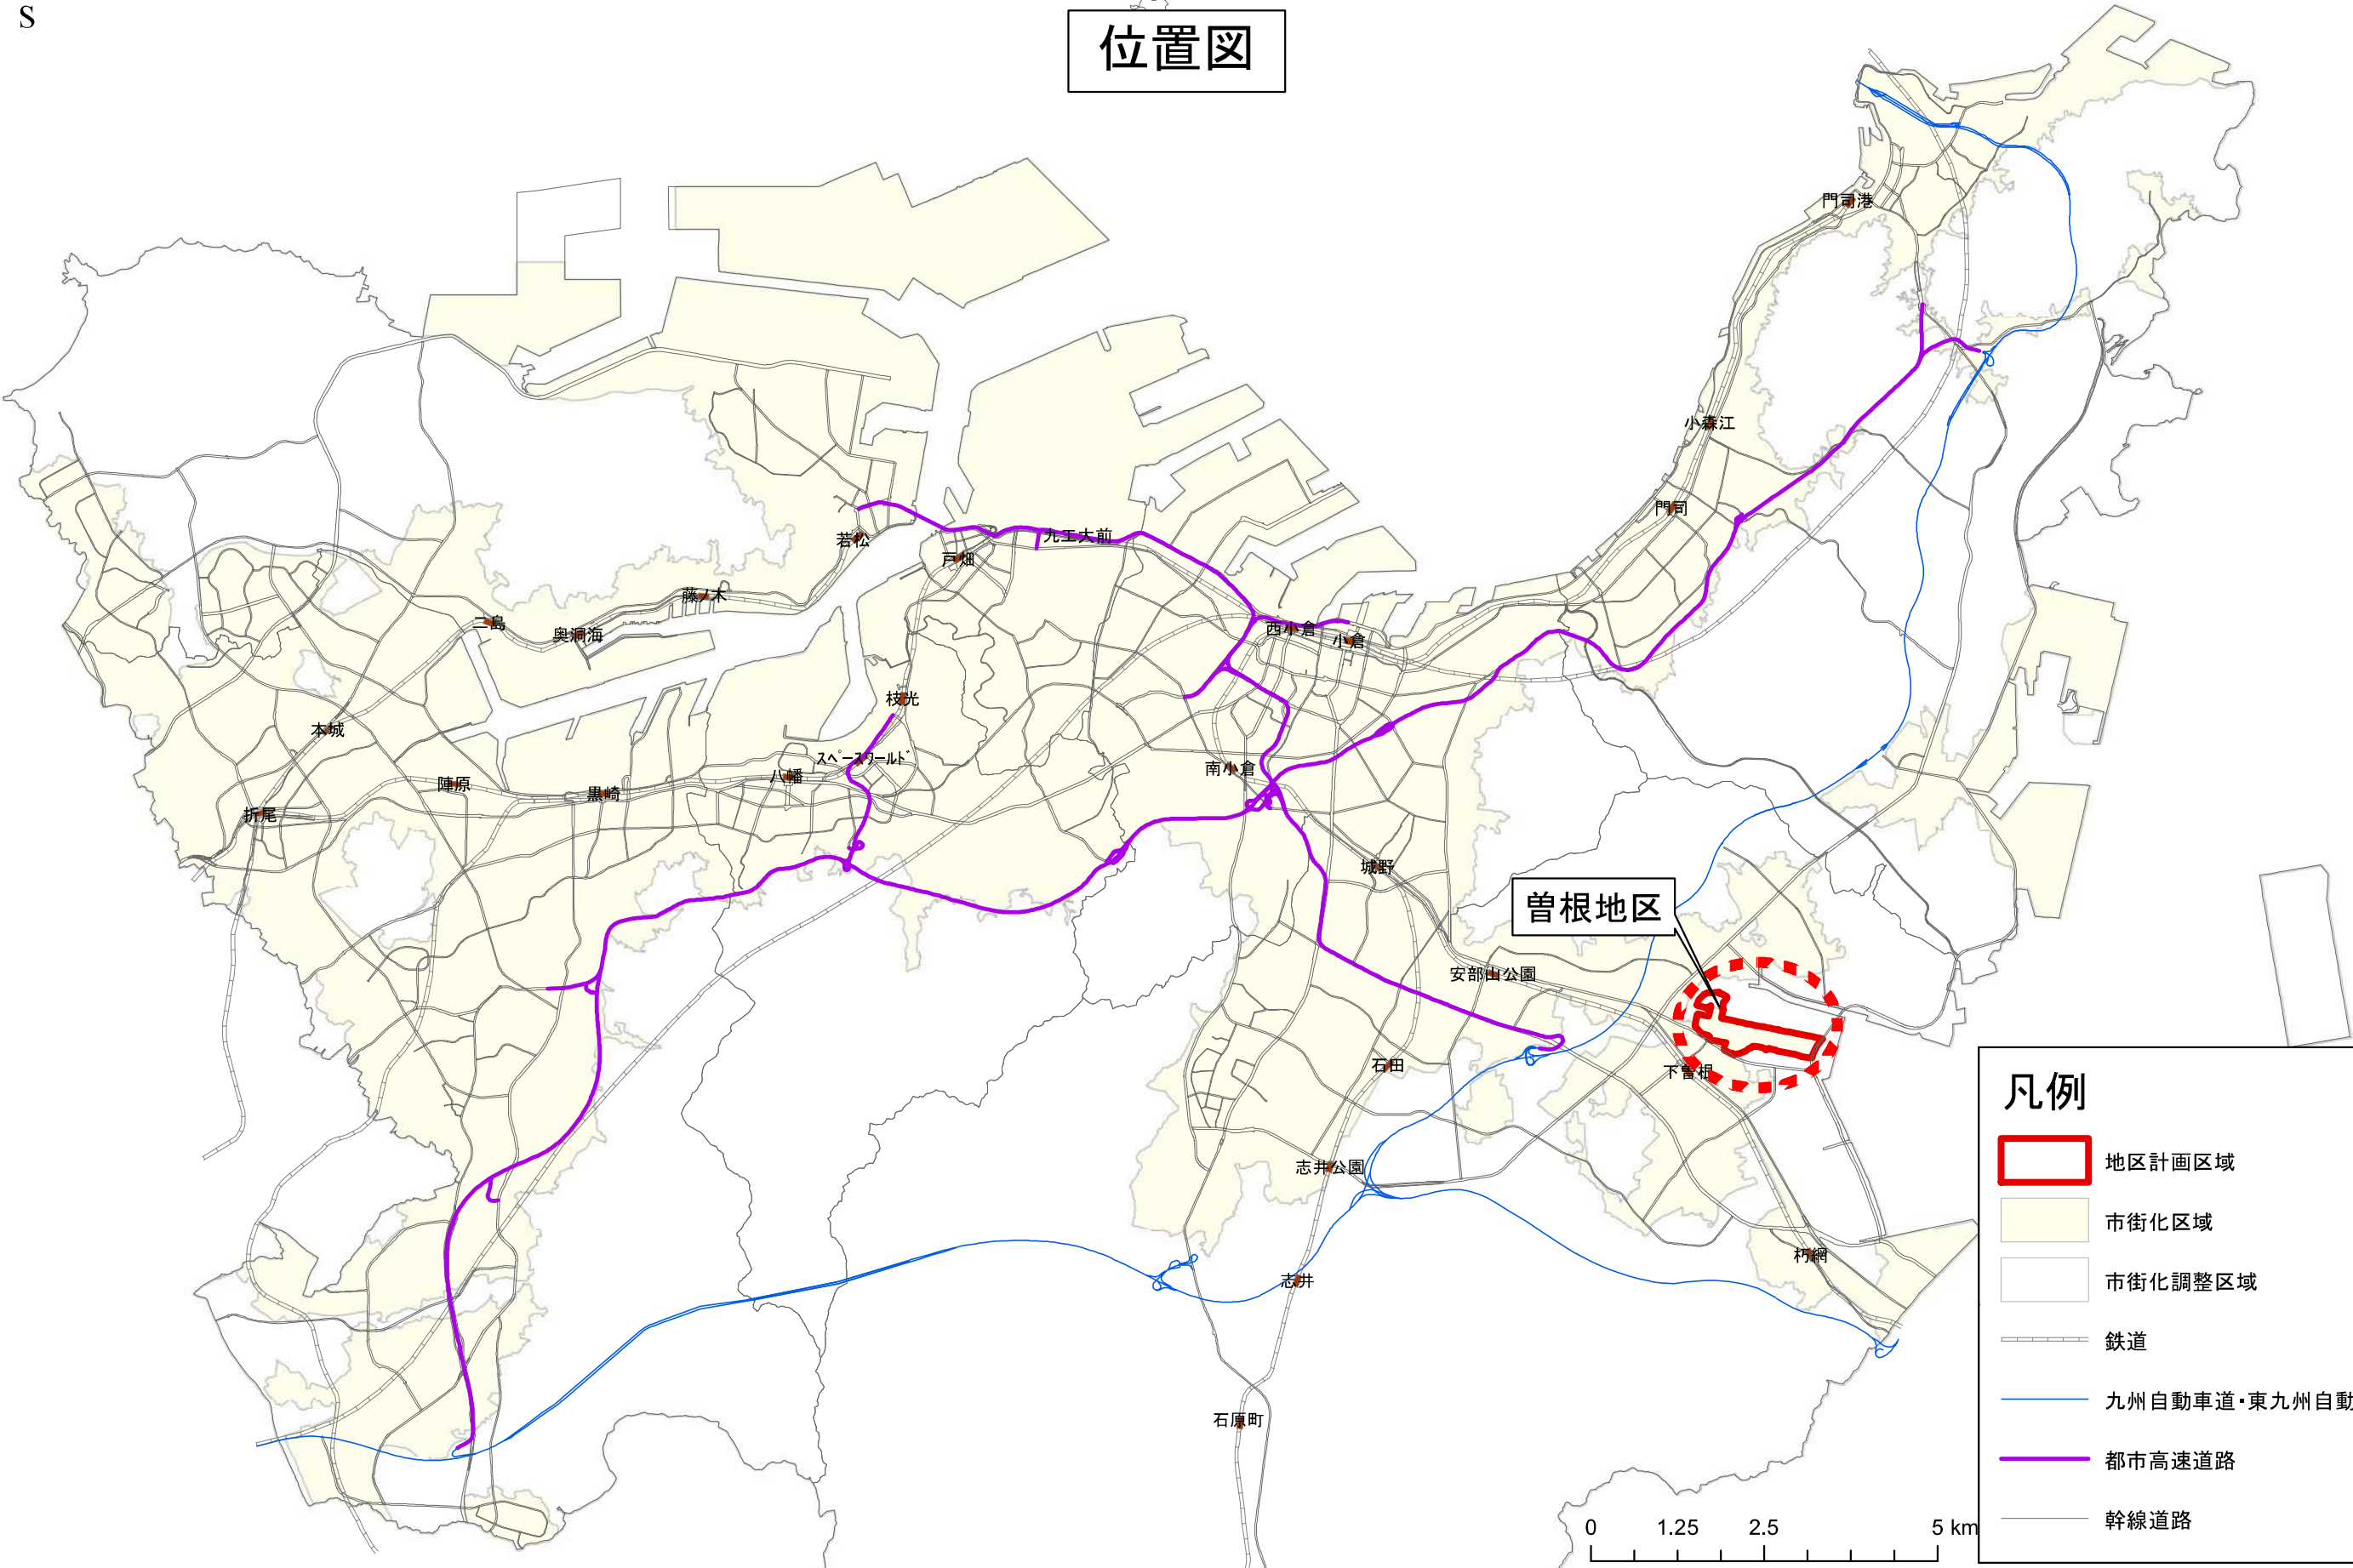 S
位置図
門司港
小森江
門司
若松
九工大前
戸畑
藤ノ木
二島
奥洞海
西小倉
小倉
枝光
本城
スペースワールド
南小倉
八幡
陣原
黒崎
折尾
城野
曽根地区
安部山公園
石田
下曽根
志井公園
朽網
志井
石原町
凡例
地区計画区域
市街化区域
市街化調整区域
鉄道
九州自動車道・東九州自動
都市高速道路
幹線道路
0 1.25 2.5 5 km